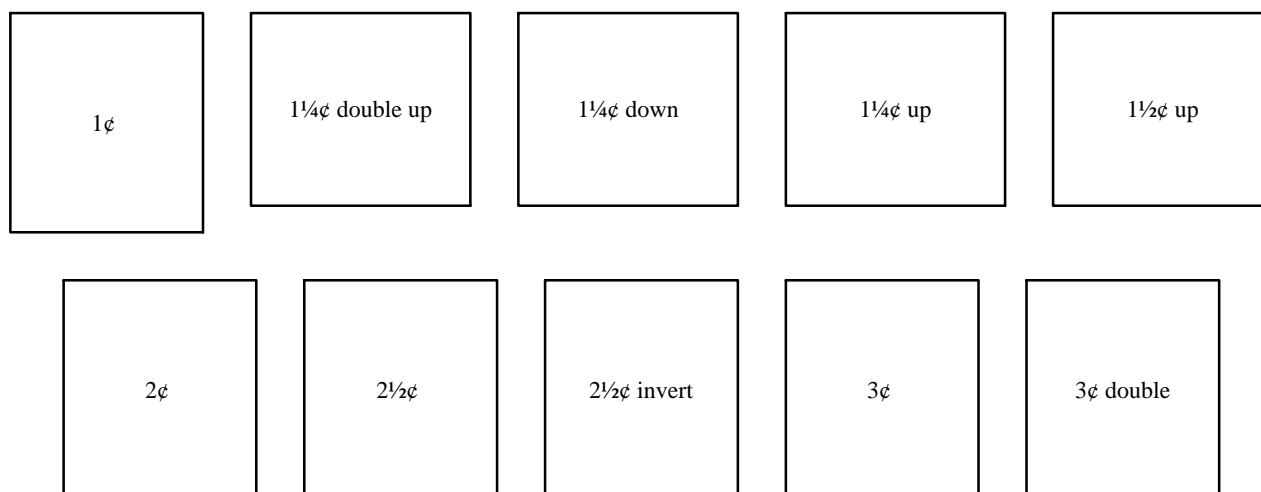 1¢
1¼¢ double up
1¼¢ down
1¼¢ up
1½¢ up
2¢
2½¢
2½¢ invert
3¢
3¢ double